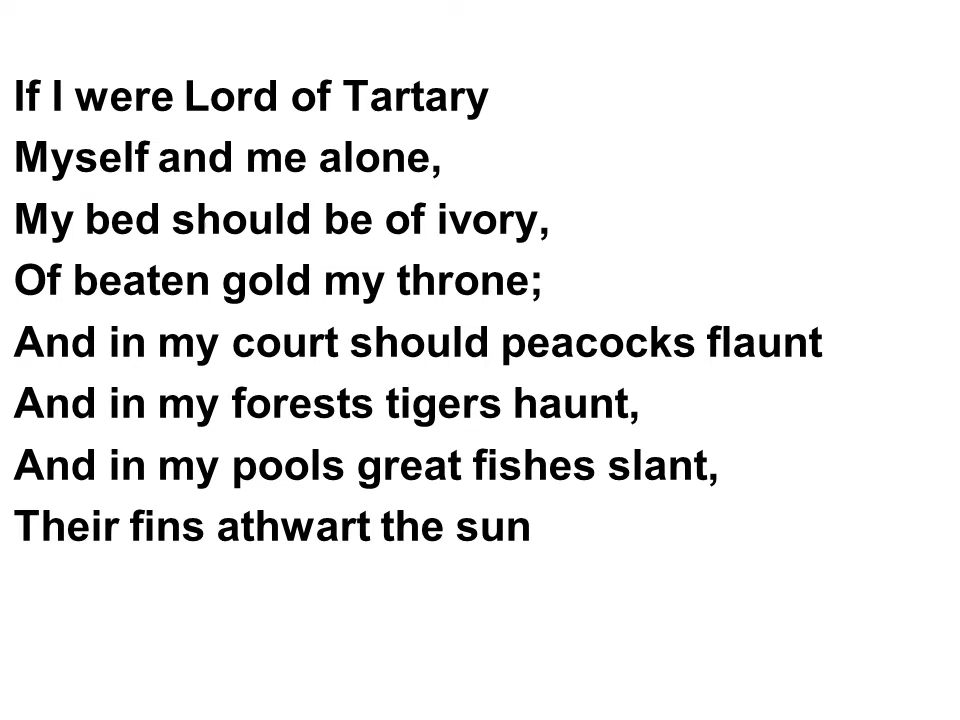 If I were Lord of Tartary
Myself and me alone,
My bed should be of ivory,
Of beaten gold my throne;
And in my court should peacocks flaunt
And in my forests tigers haunt,
And in my pools great fishes slant,
Their fins athwart the sun